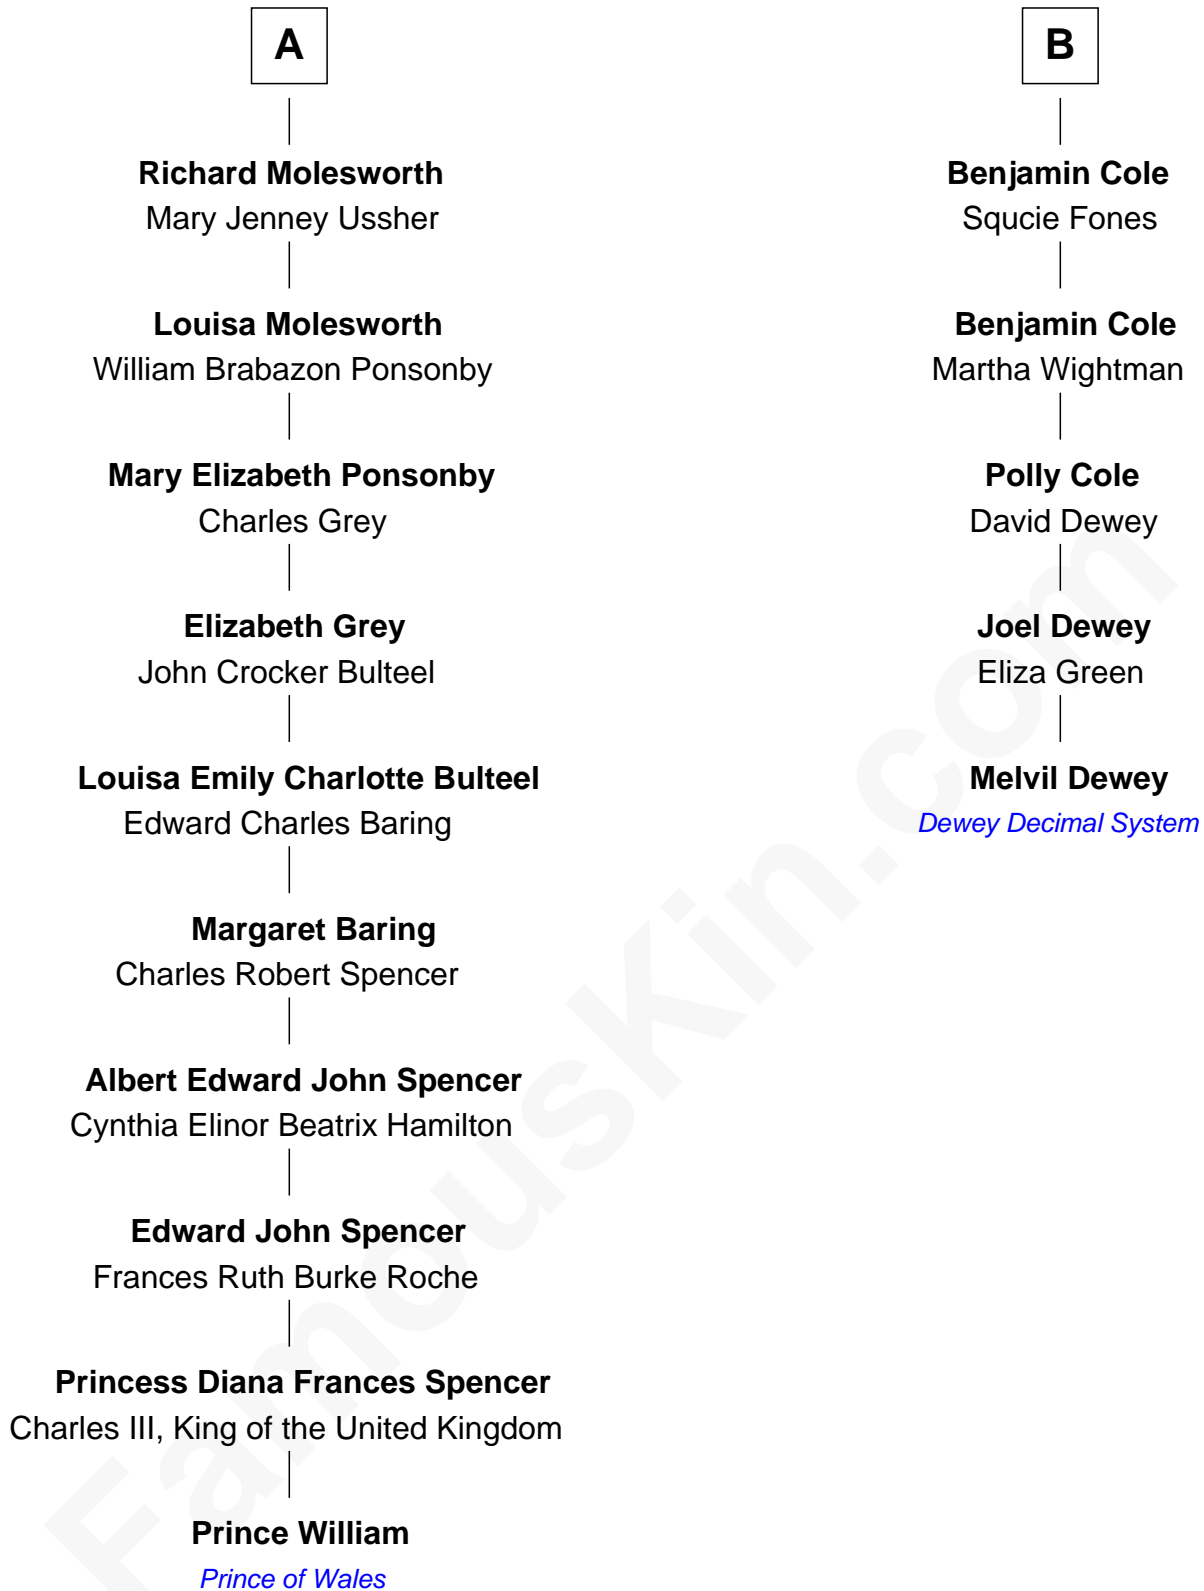 A
Richard Molesworth
Mary Jenney Ussher
Louisa Molesworth
William Brabazon Ponsonby
Mary Elizabeth Ponsonby
Charles Grey
Elizabeth Grey
John Crocker Bulteel
Louisa Emily Charlotte Bulteel
Edward Charles Baring
Margaret Baring
Charles Robert Spencer
Albert Edward John Spencer
Cynthia Elinor Beatrix Hamilton
Edward John Spencer
Frances Ruth Burke Roche
Princess Diana Frances Spencer
Charles III, King of the United Kingdom
Prince William
Prince of Wales
B
Benjamin Cole
Squcie Fones
Benjamin Cole
Martha Wightman
Polly Cole
David Dewey
Joel Dewey
Eliza Green
Melvil Dewey
Dewey Decimal System
FamousKin.com